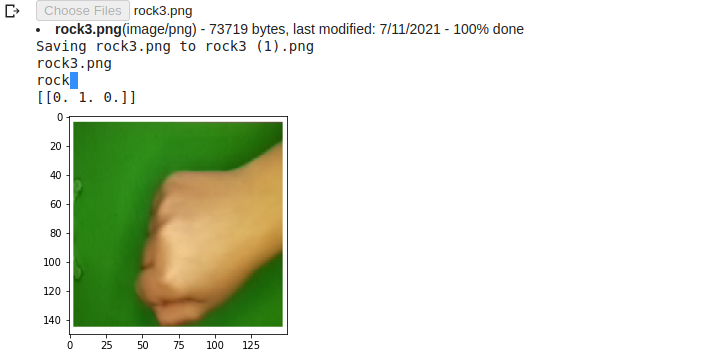 Choose Files rock3.png
rock3.png(image/png) - 73719 bytes, last modified: 7/11/2021 - 100% done
Saving rock3.png to rock3 (1).png
rock3.png
rock
[[0. 1. 0.]]
0
20
40
60
80
100
120
140
0 25 50 75 100 125